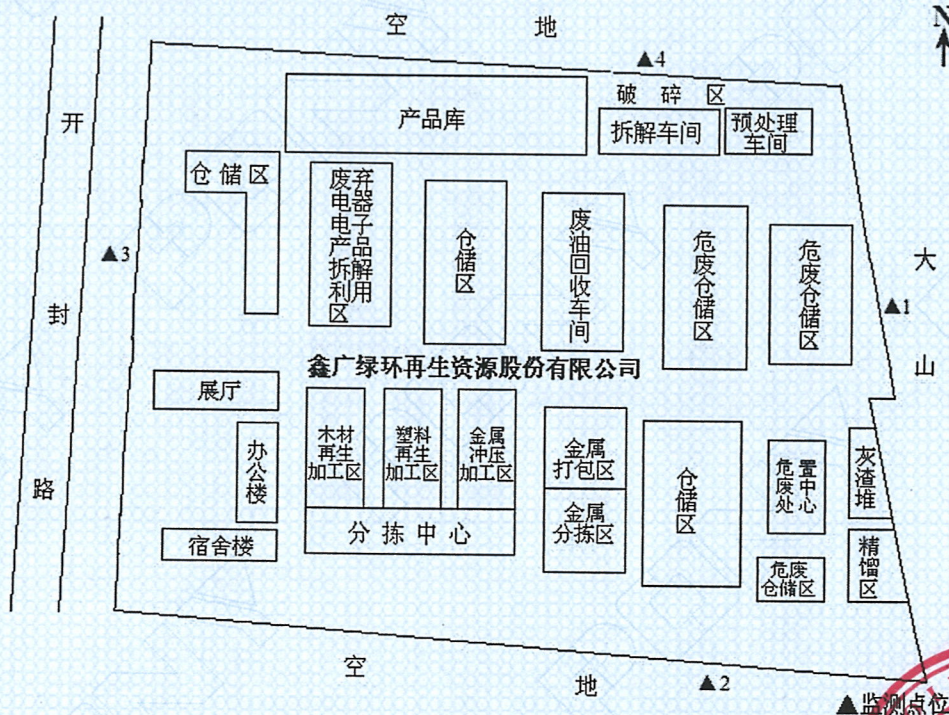 空 地
N
▲4
破 碎 区
产品库
拆解车间
预处理
车间
开
封
路
仓 储 区
废弃
电器
电子
产品
拆解
利用
区
仓储区
废油回收车间
危废仓储区
危废仓储区
▲3
大
山
▲1
鑫广绿环再生资源股份有限公司
展厅
办公楼
宿舍楼
木材
再生
加工区
塑料
再生
加工区
金属
冲压
加工区
分 拣 中 心
金属
打包区
金属
分拣区
仓储区
危废处
置中心
灰渣堆
危废
仓储区
精馏区
空 地
▲2
▲监测点位